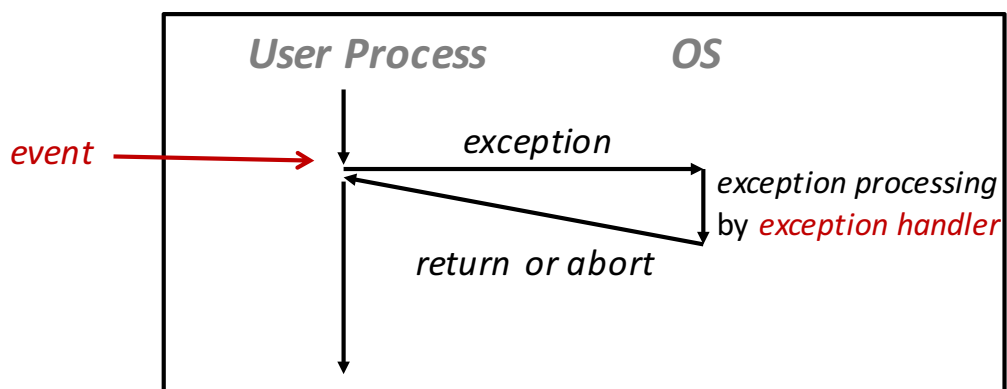 User Process
OS
event
exception
exception processing
by exception handler
return or abort